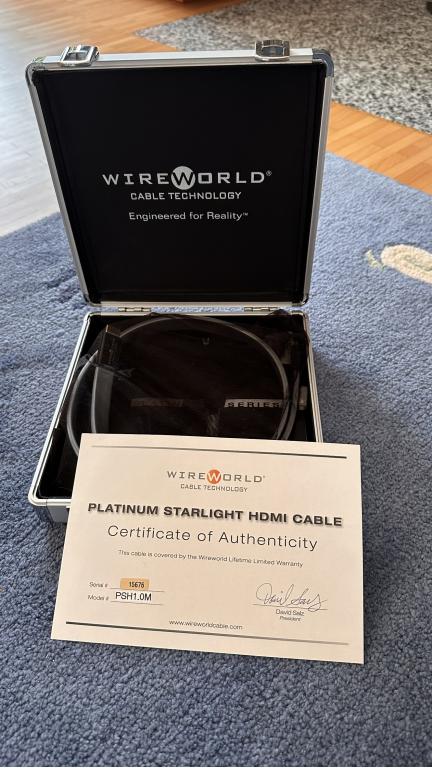 WIREWORLD®
CABLE TECHNOLOGY
Engineered for Reality™
SERIES
WIREWORLD®
CABLE TECHNOLOGY
PLATINUM STARLIGHT HDMI CABLE
Certificate of Authenticity
This cable is covered by the Wireworld Lifetime Limited Warranty
Serial # 15676
Model # PSH1.0M
David Salz
President
www.wireworldcable.com